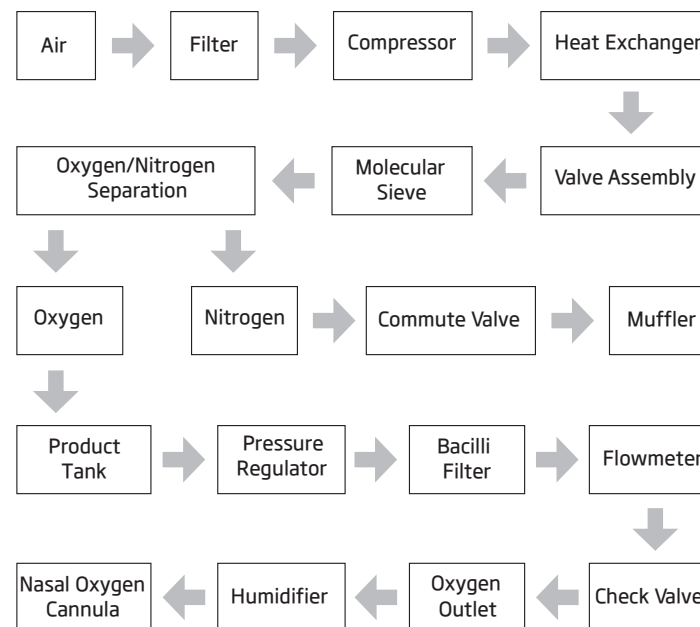 Air
Filter
Compressor
Heat Exchanger
Oxygen/Nitrogen
Separation
Molecular
Sieve
Valve Assembly
Oxygen
Nitrogen
Commute Valve
Muffler
Product
Tank
Pressure
Regulator
Bacilli
Filter
Flowmeter
Nasal Oxygen
Cannula
Humidifier
Oxygen
Outlet
Check Valve